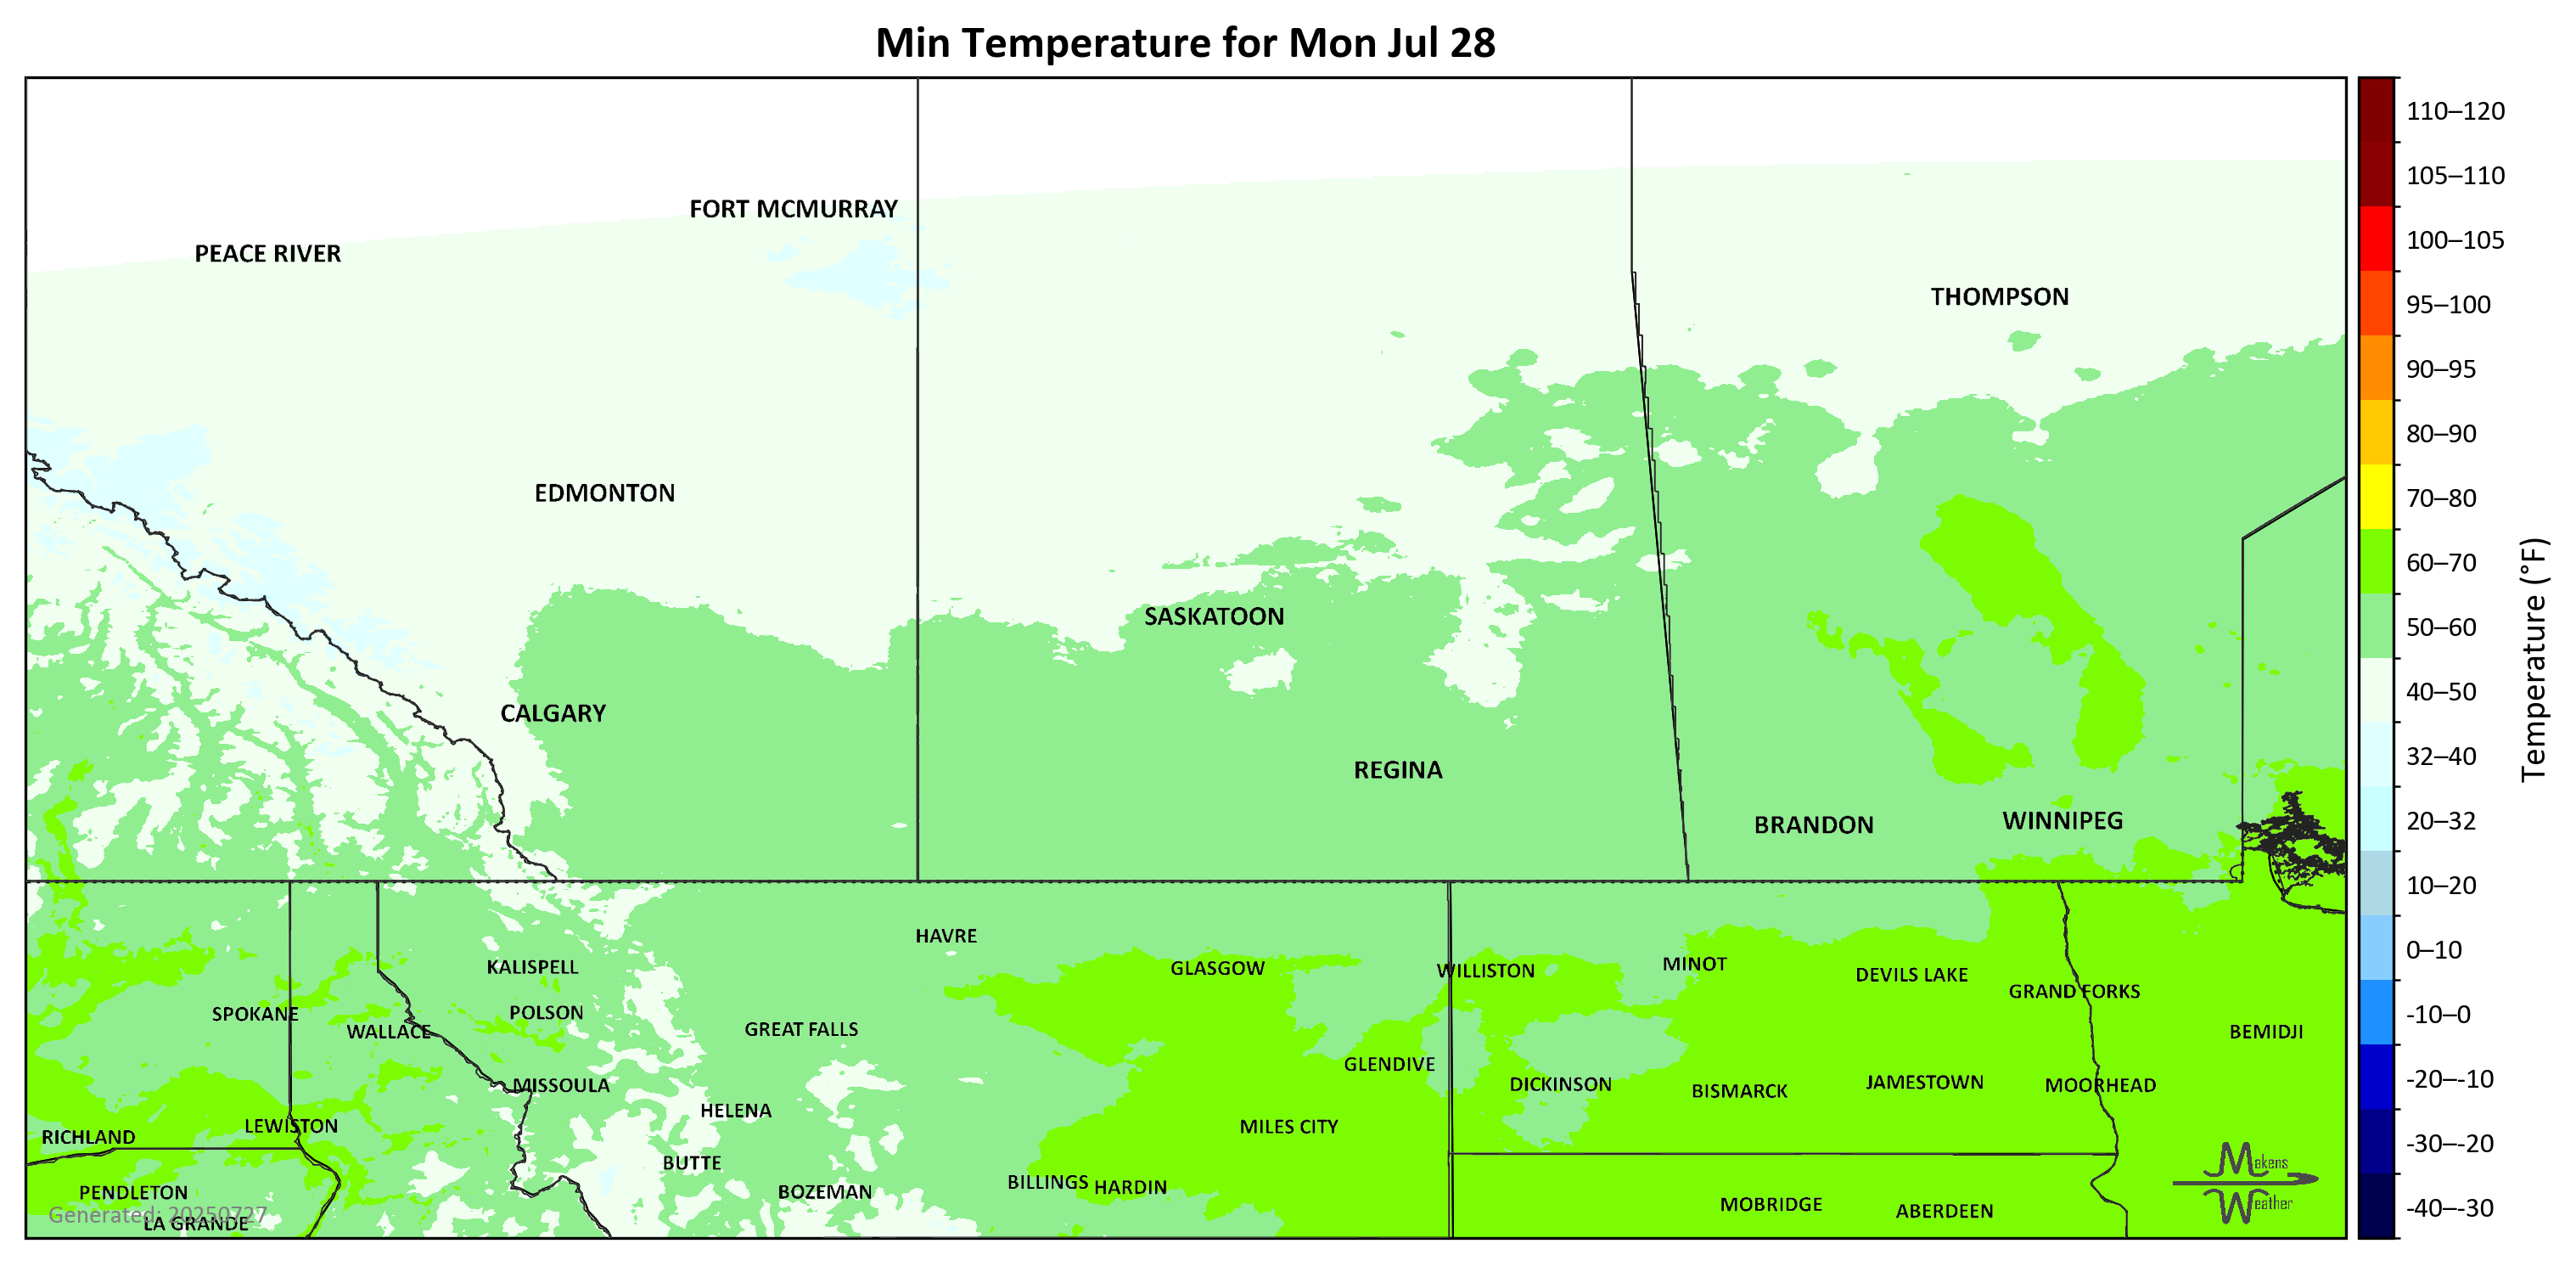 Min Temperature for Mon Jul 28
FORT MCMURRAY
PEACE RIVER
THOMPSON
EDMONTON
SASKATOON
CALGARY
REGINA
BRANDON
WINNIPEG
HAVRE
KALISPELL
GLASGOW
WILLISTON
MINOT
DEVILS LAKE
GRAND FORKS
SPOKANE
POLSON
WALLACE
GREAT FALLS
BEMIDJI
GLENDIVE
MISSOULA
DICKINSON
BISMARCK
JAMESTOWN
MOORHEAD
HELENA
LEWISTON
MILES CITY
RICHLAND
BUTTE
BOZEMAN
BILLINGS
HARDIN
PENDLETON
MOBRIDGE
ABERDEEN
Generated: 20250727
LA GRANDE
Makens
Weather
110–120
105–110
100–105
95–100
90–95
80–90
70–80
60–70
50–60
40–50
32–40
20–32
10–20
0–10
-10–0
-20–-10
-30–-20
-40–-30
Temperature (°F)